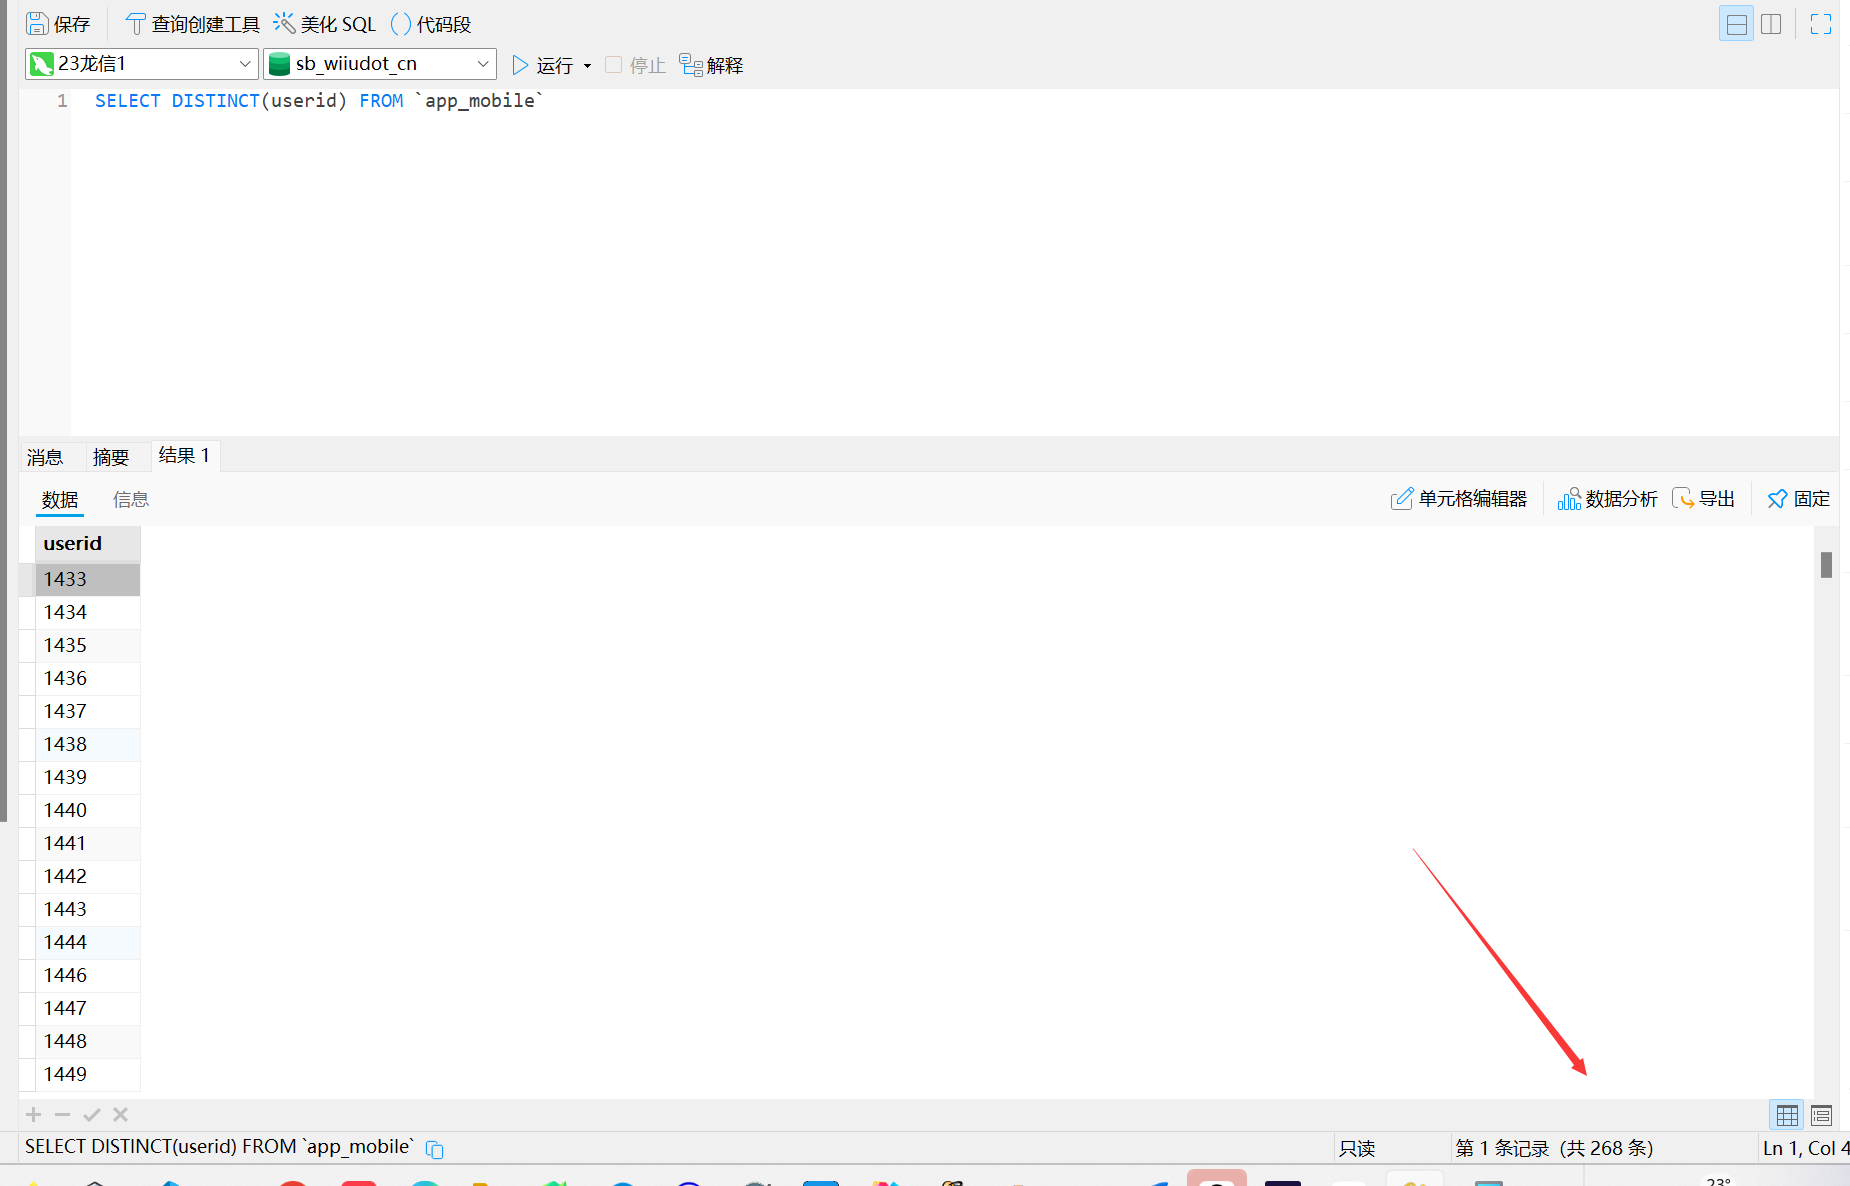 保存 查询创建工具 美化 SQL 代码段
23龙信1 sb_wiiudot_cn 运行 停止 解释
1 SELECT DISTINCT(userid) FROM `app_mobile`
消息 摘要 结果 1
数据 信息 单元格编辑器 数据分析 导出 固定
userid
1433
1434
1435
1436
1437
1438
1439
1440
1441
1442
1443
1444
1446
1447
1448
1449
SELECT DISTINCT(userid) FROM `app_mobile` 只读 第 1 条记录 (共 268 条) Ln 1, Col 4
23°